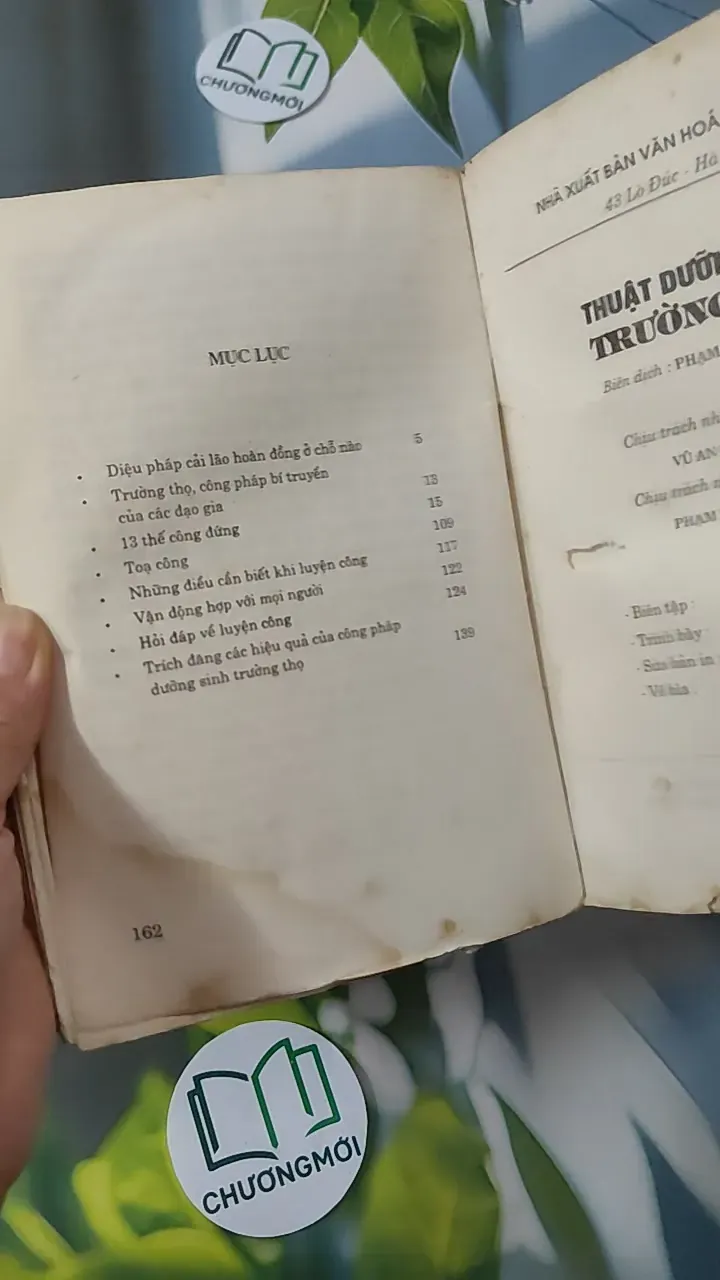 CHƯƠNGMỚI
MỤC LỤC
Diệu pháp cải lão hoàn đồng ở chỗ nào 5
Trường thọ, công pháp bí truyền
của các đạo gia 13
13 thế công đứng 15
Toạ công 109
Những điều cần biết khi luyện công 117
Vận động hợp với mọi người 122
Hỏi đáp về luyện công 124
Trích đăng các hiệu quả của công pháp
dưỡng sinh trường thọ 139
162
NHÀ XUẤT BẢN VĂN HOÁ
43 Lò Đúc - Hà
THUẬT DƯỠN
TRƯỜNG
Biên dịch : PHẠM
Chịu trách nh
VŨ AN
Chịu trách n
PHẠM
- Biên tập :
- Trình bày
- Sửa bản in
- Vẽ bìa
CHƯƠNGMỚI